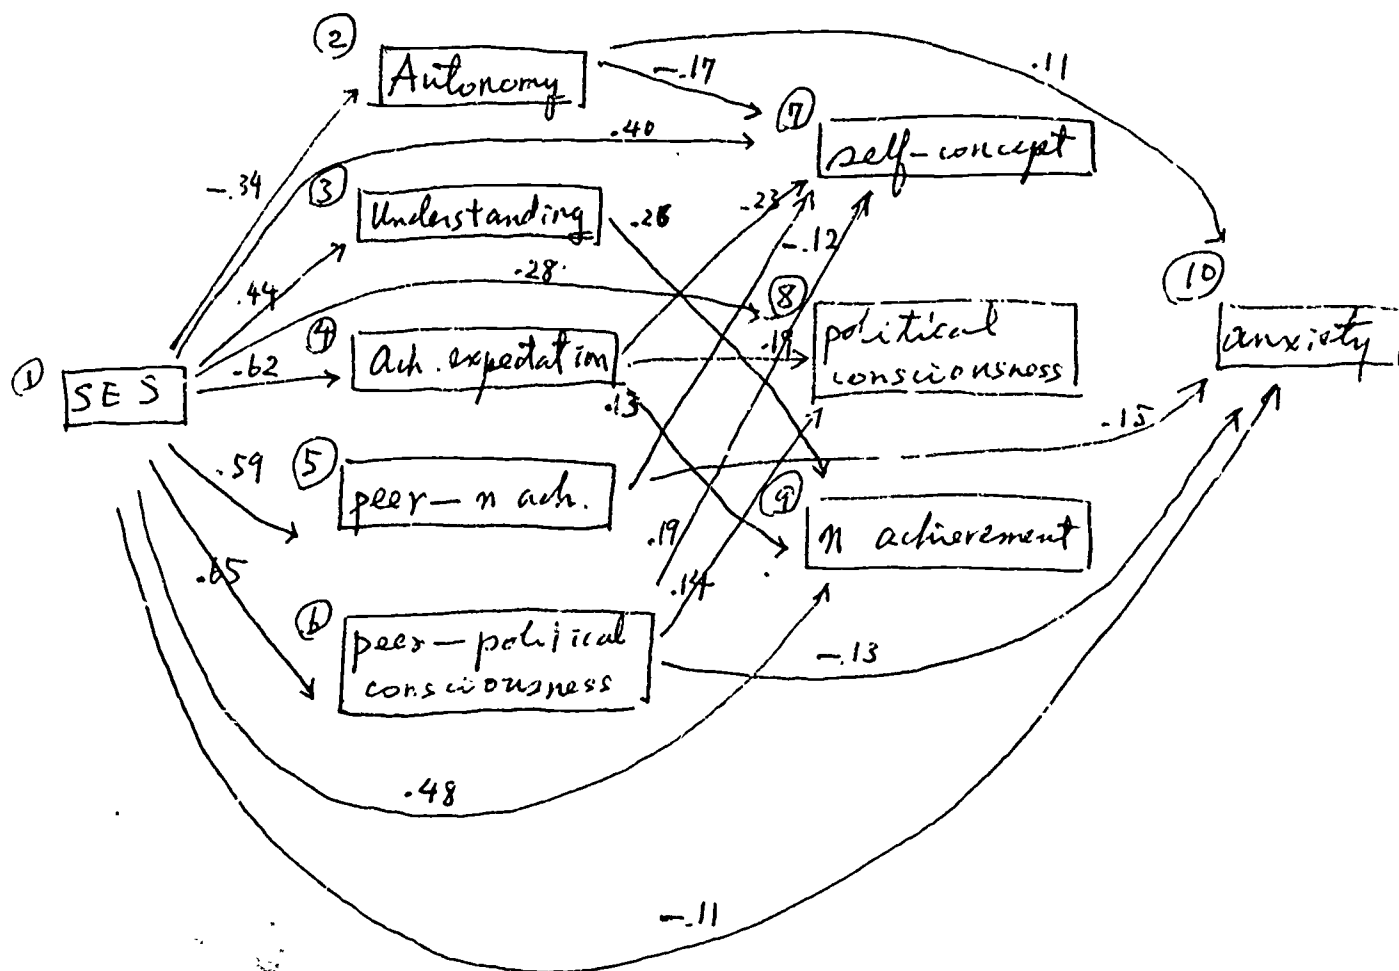 ②
Autonomy
-.17
.11
⑦
self-concept
.40
-.34
③
Understanding
.26
.23
-.12
.44
.28
⑧
political
consciousness
.19
⑩
anxiety
④
Ach. expectation
.62
①
SES
.13
-.15
.59
⑤
peer-n ach.
⑨
n achievement
.19
.14
.65
⑥
peer-political
consciousness
-.13
.48
-.11